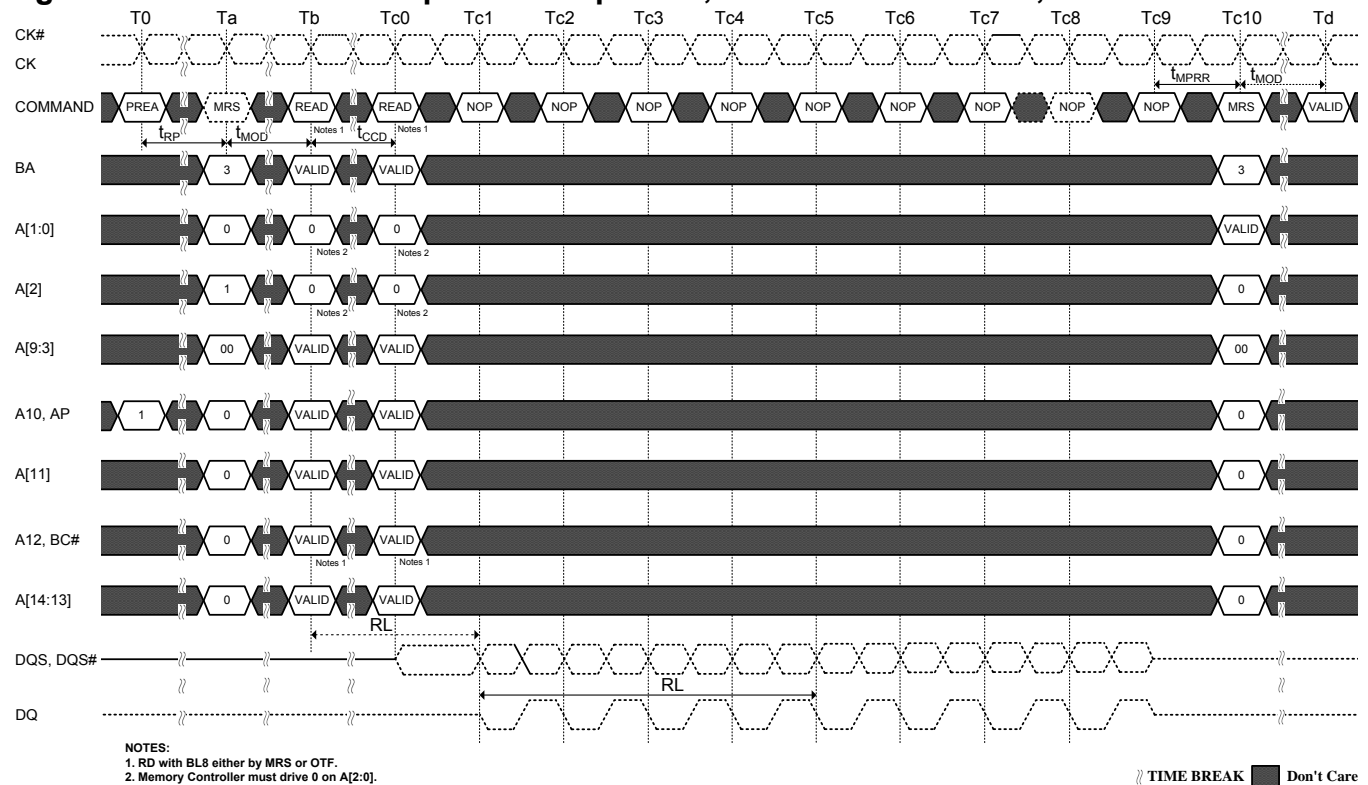 T0 Ta Tb Tc0 Tc1 Tc2 Tc3 Tc4 Tc5 Tc6 Tc7 Tc8 Tc9 Tc10 Td
CK#
CK
tMPRR tMOD
COMMAND PREA MRS READ READ NOP NOP NOP NOP NOP NOP NOP NOP NOP MRS VALID
Notes 1 Notes 1
tRP tMOD tCCD
BA 3 VALID VALID 3
A[1:0] 0 0 0 VALID
Notes 2 Notes 2
A[2] 1 0 0 0
Notes 2 Notes 2
A[9:3] 00 VALID VALID 00
A10, AP 1 0 VALID VALID 0
A[11] 0 VALID VALID 0
A12, BC# 0 VALID VALID 0
Notes 1 Notes 1
A[14:13] 0 VALID VALID 0
RL
DQS, DQS#
RL
DQ
NOTES:
1. RD with BL8 either by MRS or OTF.
2. Memory Controller must drive 0 on A[2:0].
TIME BREAK Don't Care